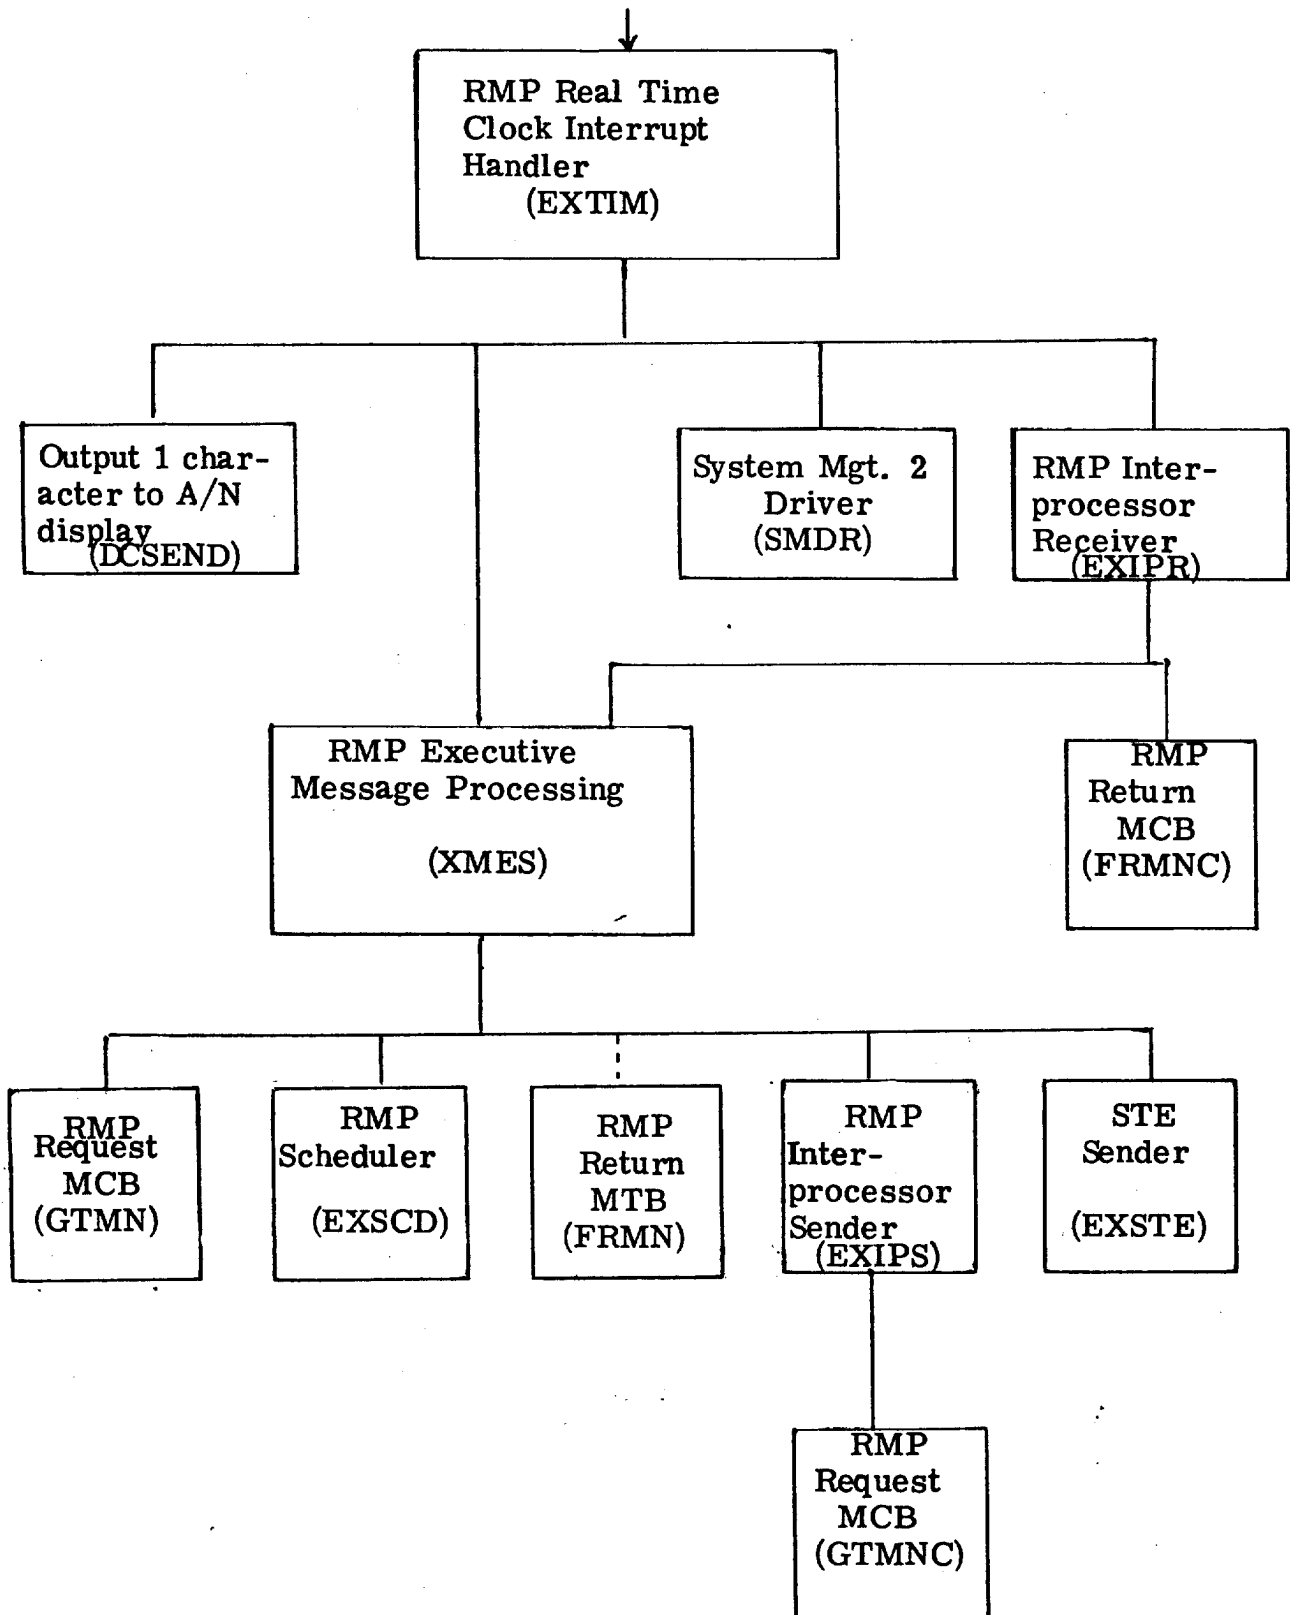 RMP Real Time
Clock Interrupt
Handler
(EXTIM)
Output 1 char-
acter to A/N
display
(DCSEND)
System Mgt. 2
Driver
(SMDR)
RMP Inter-
processor
Receiver
(EXIPR)
RMP Executive
Message Processing
(XMES)
RMP
Return
MCB
(FRMNC)
RMP
Request
MCB
(GTMN)
RMP
Scheduler
(EXSCD)
RMP
Return
MTB
(FRMN)
RMP
Inter-
processor
Sender
(EXIPS)
STE
Sender
(EXSTE)
RMP
Request
MCB
(GTMNC)